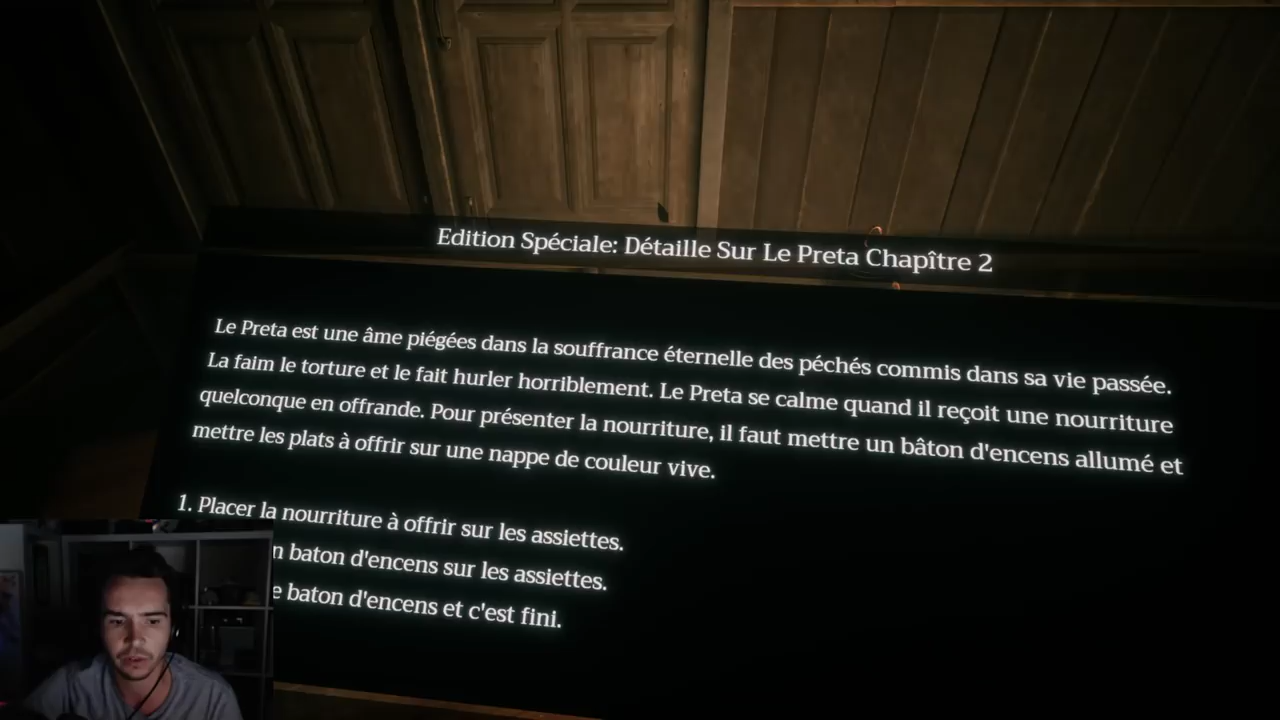 Edition Spéciale: Détaille Sur Le Preta Chapître 2
Le Preta est une âme piégées dans la souffrance éternelle des péchés commis dans sa vie passée.
La faim le torture et le fait hurler horriblement. Le Preta se calme quand il reçoit une nourriture
quelconque en offrande. Pour présenter la nourriture, il faut mettre un bâton d'encens allumé et
mettre les plats à offrir sur une nappe de couleur vive.
1. Placer la nourriture à offrir sur les assiettes.
baton d'encens sur les assiettes.
baton d'encens et c'est fini.